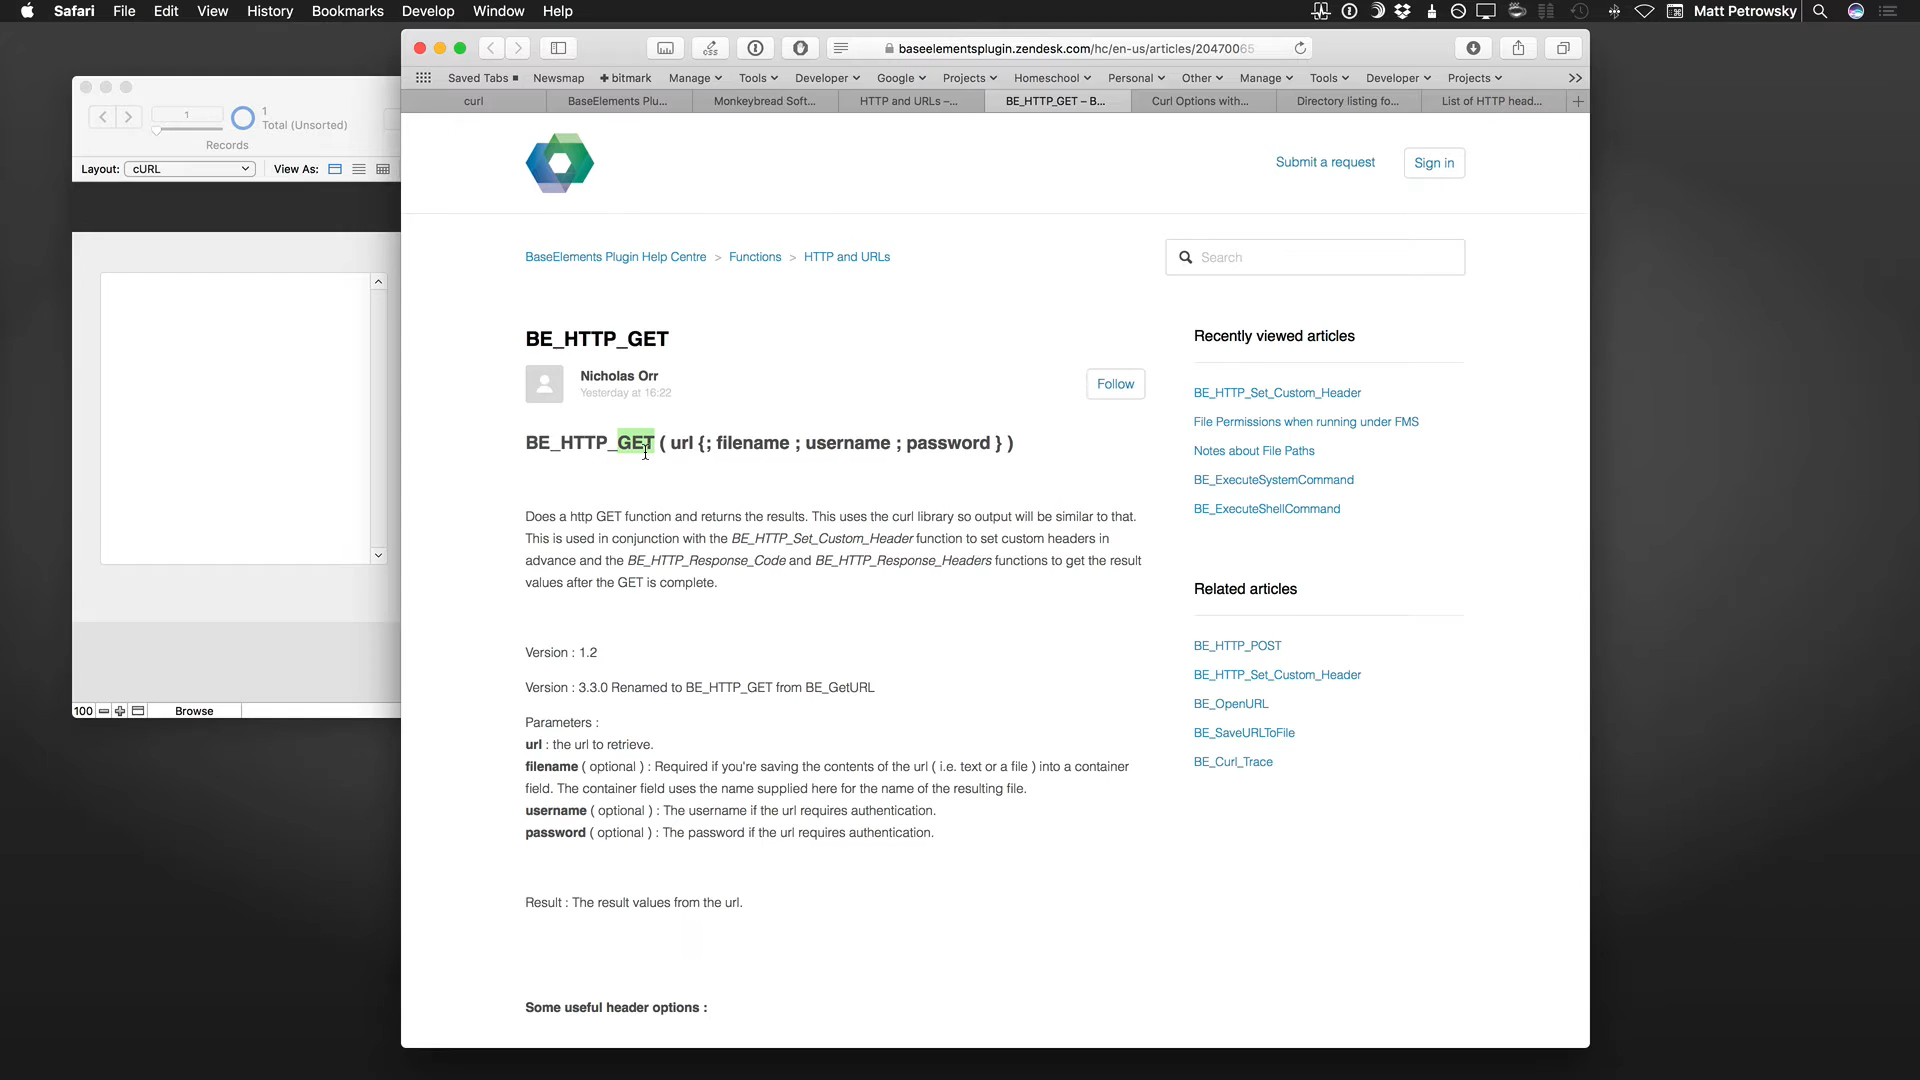 Safari File Edit View History Bookmarks Develop Window Help
Matt Petrowsky
baseelementsplugin.zendesk.com/hc/en-us/articles/20470065
Saved Tabs Newsmap bitmark Manage Tools Developer Google Projects Homeschool Personal Other Manage Tools Developer Projects
curl BaseElements Plu... Monkeybread Soft... HTTP and URLs –... BE_HTTP_GET – B... Curl Options with... Directory listing fo... List of HTTP head...
1 1
Total (Unsorted)
Records
Layout: cURL View As:
100 Browse
Submit a request Sign in
BaseElements Plugin Help Centre > Functions > HTTP and URLs
Search
BE_HTTP_GET
Nicholas Orr
Yesterday at 16:22
Follow
BE_HTTP_GET ( url {; filename ; username ; password } )
Does a http GET function and returns the results. This uses the curl library so output will be similar to that.
This is used in conjunction with the BE_HTTP_Set_Custom_Header function to set custom headers in
advance and the BE_HTTP_Response_Code and BE_HTTP_Response_Headers functions to get the result
values after the GET is complete.
Version : 1.2
Version : 3.3.0 Renamed to BE_HTTP_GET from BE_GetURL
Parameters :
url : the url to retrieve.
filename ( optional ) : Required if you're saving the contents of the url ( i.e. text or a file ) into a container
field. The container field uses the name supplied here for the name of the resulting file.
username ( optional ) : The username if the url requires authentication.
password ( optional ) : The password if the url requires authentication.
Result : The result values from the url.
Some useful header options :
Recently viewed articles
BE_HTTP_Set_Custom_Header
File Permissions when running under FMS
Notes about File Paths
BE_ExecuteSystemCommand
BE_ExecuteShellCommand
Related articles
BE_HTTP_POST
BE_HTTP_Set_Custom_Header
BE_OpenURL
BE_SaveURLToFile
BE_Curl_Trace